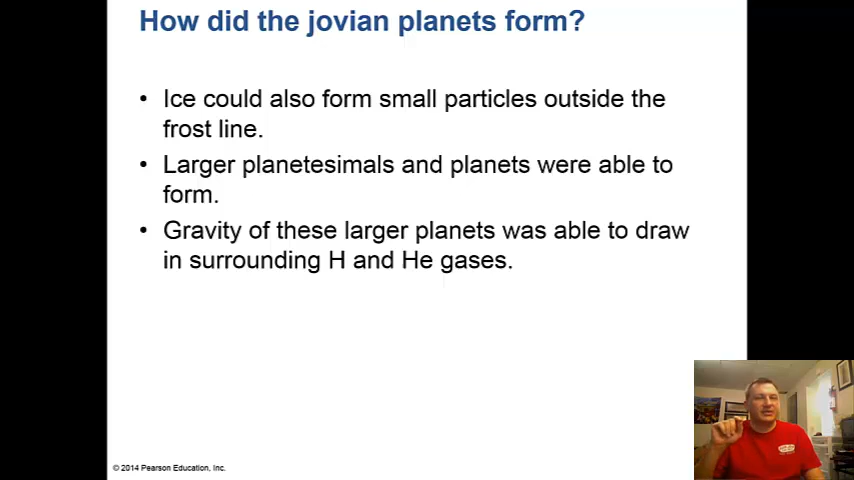 How did the jovian planets form?
• Ice could also form small particles outside the
frost line.
• Larger planetesimals and planets were able to
form.
• Gravity of these larger planets was able to draw
in surrounding H and He gases.
© 2014 Pearson Education, Inc.